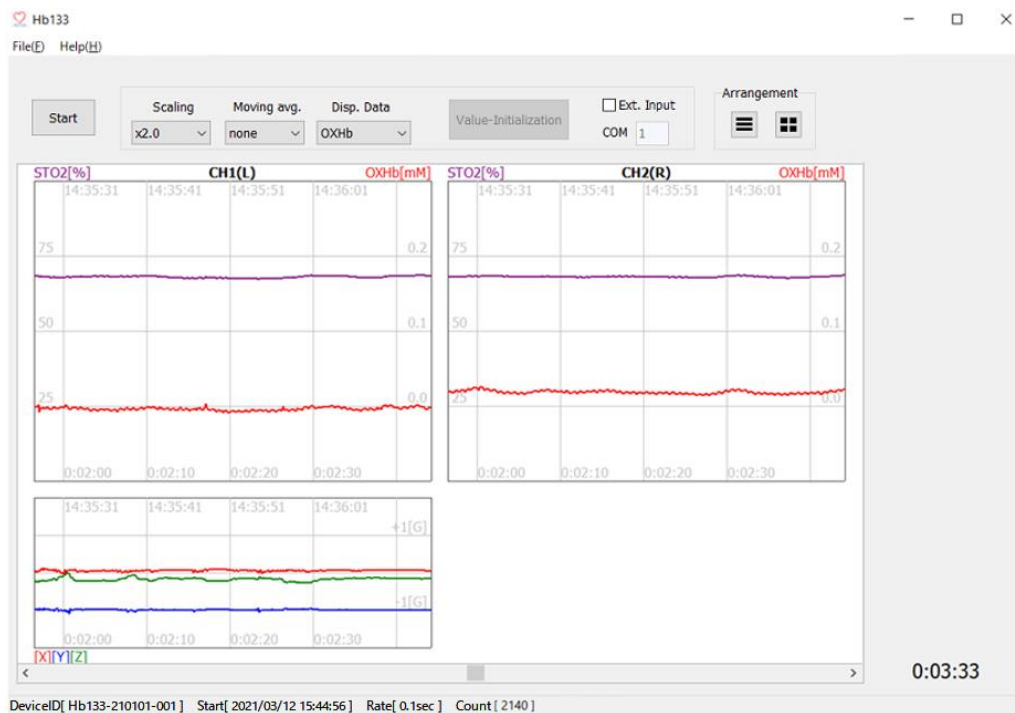 Hb133
File(F) Help(H)
Start
Scaling
x2.0
Moving avg.
none
Disp. Data
OXHb
Value-Initialization
Ext. Input
COM 1
Arrangement
STO2[%] CH1(L) OXHb[mM]
14:35:31 14:35:41 14:35:51 14:36:01
75 0.2
50 0.1
25 0.0
0:02:00 0:02:10 0:02:20 0:02:30
STO2[%] CH2(R) OXHb[mM]
14:35:31 14:35:41 14:35:51 14:36:01
75 0.2
50 0.1
25 0.0
0:02:00 0:02:10 0:02:20 0:02:30
14:35:31 14:35:41 14:35:51 14:36:01
+1[G]
-1[G]
0:02:00 0:02:10 0:02:20 0:02:30
[X][Y][Z]
0:03:33
DeviceID[ Hb133-210101-001 ] Start[ 2021/03/12 15:44:56 ] Rate[ 0.1sec ] Count [ 2140 ]